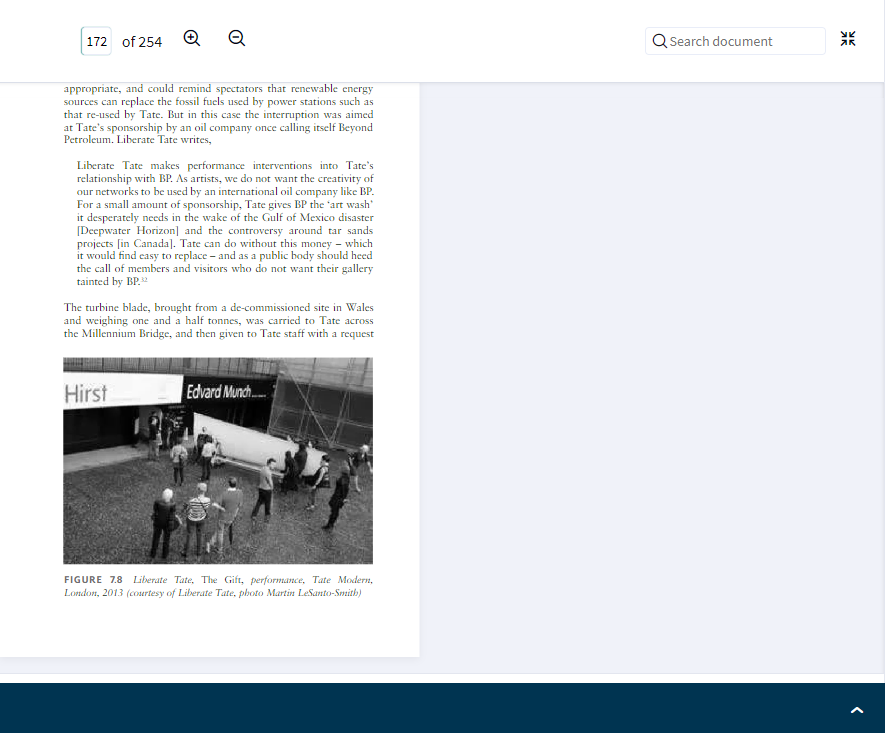 172 of 254
Search document
appropriate, and could remind spectators that renewable energy
sources can replace the fossil fuels used by power stations such as
that re-used by Tate. But in this case the interruption was aimed
at Tate's sponsorship by an oil company once calling itself Beyond
Petroleum. Liberate Tate writes,
Liberate Tate makes performance interventions into Tate's
relationship with BP. As artists, we do not want the creativity of
our networks to be used by an international oil company like BP.
For a small amount of sponsorship, Tate gives BP the 'art wash'
it desperately needs in the wake of the Gulf of Mexico disaster
[Deepwater Horizon] and the controversy around tar sands
projects [in Canada]. Tate can do without this money – which
it would find easy to replace – and as a public body should heed
the call of members and visitors who do not want their gallery
tainted by BP.32
The turbine blade, brought from a de-commissioned site in Wales
and weighing one and a half tonnes, was carried to Tate across
the Millennium Bridge, and then given to Tate staff with a request
Hirst
Edvard Munch
FIGURE 7.8 Liberate Tate, The Gift, performance, Tate Modern,
London, 2013 (courtesy of Liberate Tate, photo Martin LeSanto-Smith)